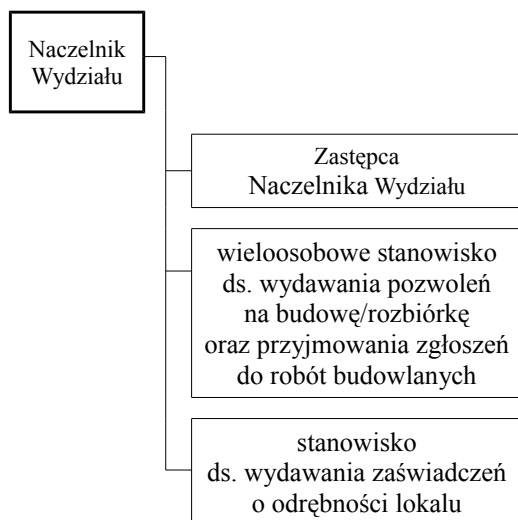 Naczelnik
Wydziału
Zastępca
Naczelnika Wydziału
wieloosobowe stanowisko
ds. wydawania pozwoleń
na budowę/rozbiórkę
oraz przyjmowania zgłoszeń
do robót budowlanych
stanowisko
ds. wydawania zaświadczeń
o odrębności lokalu